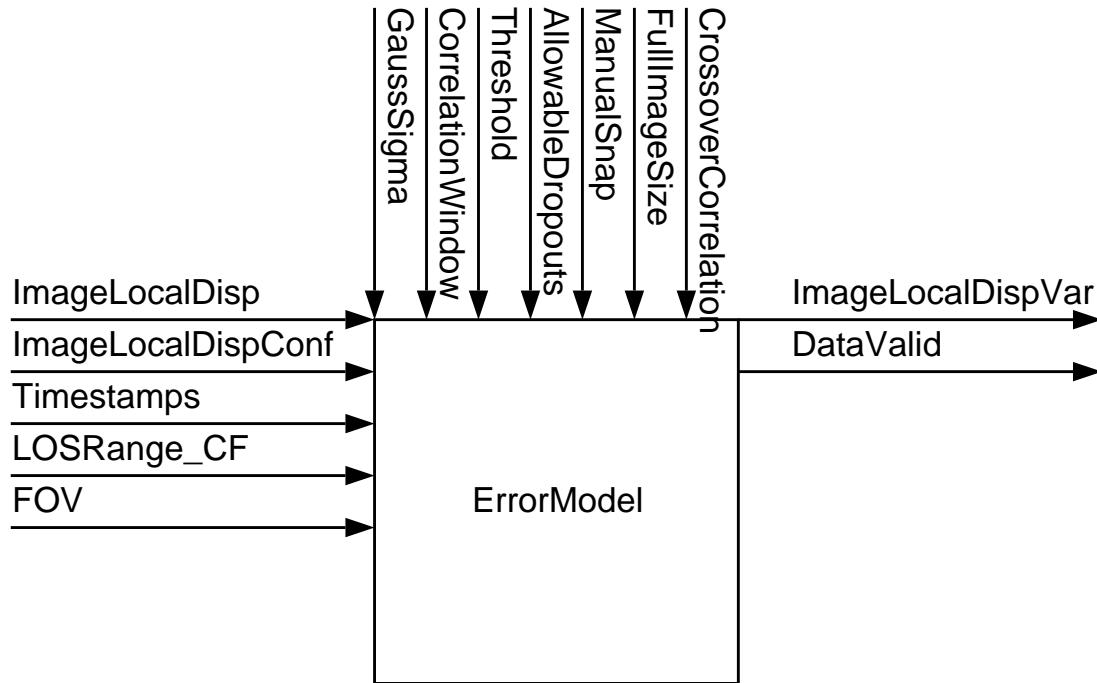 GaussSigma
CorrelationWindow
Threshold
AllowableDropouts
ManualSnap
FullImageSize
CrossoverCorrelation
ImageLocalDisp
ImageLocalDispConf
Timestamps
LOSRange_CF
FOV
ErrorModel
ImageLocalDispVar
DataValid